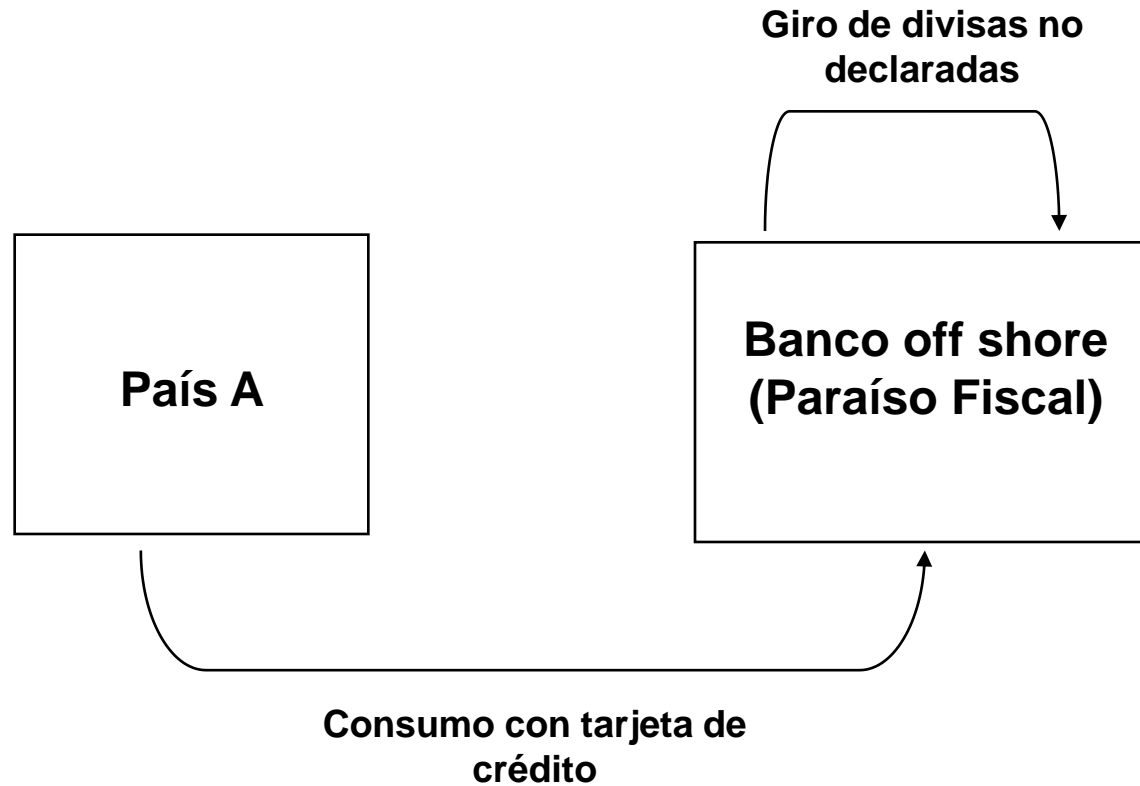 Giro de divisas no
declaradas
País A
Banco off shore
(Paraíso Fiscal)
Consumo con tarjeta de
crédito